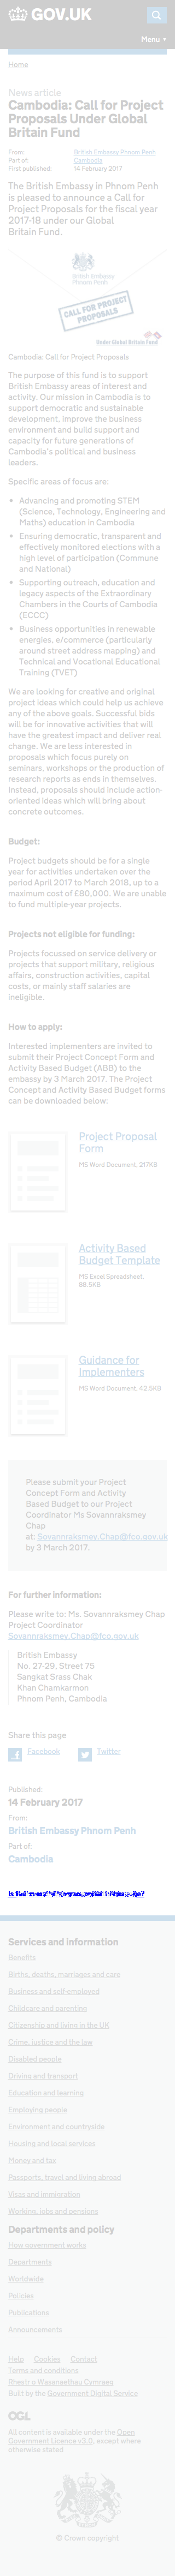 GOV.UK
Menu
Home
News article
Cambodia: Call for Project
Proposals Under Global
Britain Fund
From: British Embassy Phnom Penh
Part of: Cambodia
First published: 14 February 2017
The British Embassy in Phnom Penh
is pleased to announce a Call for
Project Proposals for the fiscal year
2017-18 under our Global
Britain Fund.
British Embassy
Phnom Penh
CALL FOR PROJECT
PROPOSALS
Under Global Britain Fund
Cambodia: Call for Project Proposals
The purpose of this fund is to support
British Embassy areas of interest and
activity. Our mission in Cambodia is to
support democratic and sustainable
development, improve the business
environment and build support and
capacity for future generations of
Cambodia's political and business
leaders.
Specific areas of focus are:
• Advancing and promoting STEM
(Science, Technology, Engineering and
Maths) education in Cambodia
• Ensuring democratic, transparent and
effectively monitored elections with a
high level of participation (Commune
and National)
• Supporting outreach, education and
legacy aspects of the Extraordinary
Chambers in the Courts of Cambodia
(ECCC)
• Business opportunities in renewable
energies, e/commerce (particularly
around street address mapping) and
Technical and Vocational Educational
Training (TVET)
We are looking for creative and original
project ideas which could be achieve
any of the above goals. Successful bids
will be for activities that would
have the greatest impact and deliver
real change. We are less interested in
proposals which focus purely on
seminars, workshops or the production of
research reports as ends in themselves.
Instead, proposals should include action-
oriented ideas which will bring about
concrete outcomes.
Budget:
Project budgets should be for a single
year for activities undertaken over the
period April 2017 to March 2018, up to a
maximum cost of £80,000. We are unable
to fund multiple-year projects.
Projects not eligible for funding:
Projects focussed on service delivery or
projects that support military, religious
affairs, construction activities, capital
costs, or mainly staff salaries are
ineligible.
How to apply:
Interested implementers are invited to
submit their Project Concept Form and
Activity Based Budget (ABB) to the
embassy by 3 March 2017. The Project
Concept and Activity Based Budget forms
can be downloaded below:
Project Proposal
Form
MS Word Document, 217KB
Activity Based
Budget Template
MS Excel Spreadsheet,
88.5KB
Guidance for
Implementers
MS Word Document, 42.5KB
Please submit your Project
Concept Form and Activity
Based Budget to our Project
Coordinator Ms Sovannraksmey
Chap
at: Sovannraksmey.Chap@fco.gov.uk
by 3 March 2017.
For further information:
Please write to: Ms. Sovannraksmey Chap
Project Coordinator
Sovannraksmey.Chap@fco.gov.uk
British Embassy
No. 27-29, Street 75
Sangkat Srass Chak
Khan Chamkarmon
Phnom Penh, Cambodia
Share this page
Facebook
Twitter
Published:
14 February 2017
From:
British Embassy Phnom Penh
Part of:
Cambodia
Services and information
Benefits
Births, deaths, marriages and care
Business and self-employed
Childcare and parenting
Citizenship and living in the UK
Crime, justice and the law
Disabled people
Driving and transport
Education and learning
Employing people
Environment and countryside
Housing and local services
Money and tax
Passports, travel and living abroad
Visas and immigration
Working, jobs and pensions
Departments and policy
How government works
Departments
Worldwide
Policies
Publications
Announcements
Help Cookies Contact
Terms and conditions
Rhestr o Wasanaethau Cymraeg
Built by the Government Digital Service
OGL
All content is available under the Open
Government Licence v3.0, except where
otherwise stated
© Crown copyright